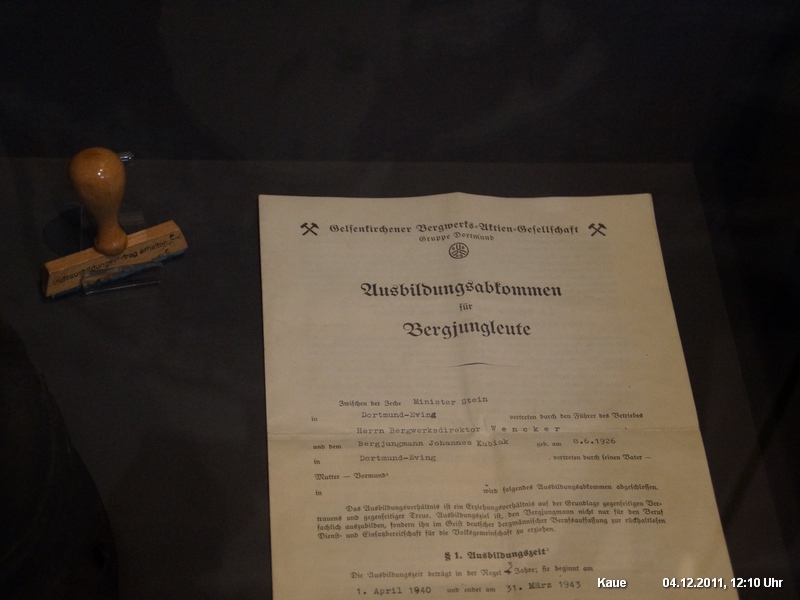 Gelsenkirchener Bergwerks-Aktien-Gesellschaft
Gruppe Dortmund
Ausbildungsabkommen
für
Bergjungleute
Zwischen der Zeche Minister Stein
in Dortmund-Eving vertreten durch den Führer des Betriebes
Herrn Bergwerksdirektor Wencker
und dem Bergjungmann Johannes Kubiak geb. am 8.6.1926
in Dortmund-Eving vertreten durch seinen Vater –
Mutter – Vormund
in wird folgendes Ausbildungsabkommen abgeschlossen.
Das Ausbildungsverhältnis ist ein Erziehungsverhältnis auf der Grundlage gegenseitigen Ver-
trauens und gegenseitiger Treue. Ausbildungsziel ist, den Bergjungmann nicht nur für den Beruf
fachlich auszubilden, sondern ihn im Geist deutscher bergmännischer Berufsauffassung zur rückhaltlosen
Dienst- und Einsatzbereitschaft für die Volksgemeinschaft zu erziehen.
§ 1. Ausbildungszeit
Die Ausbildungszeit beträgt in der Regel Jahre; sie beginnt am
1. April 1940 und endet am 31. März 1943
Kaue 04.12.2011, 12:10 Uhr